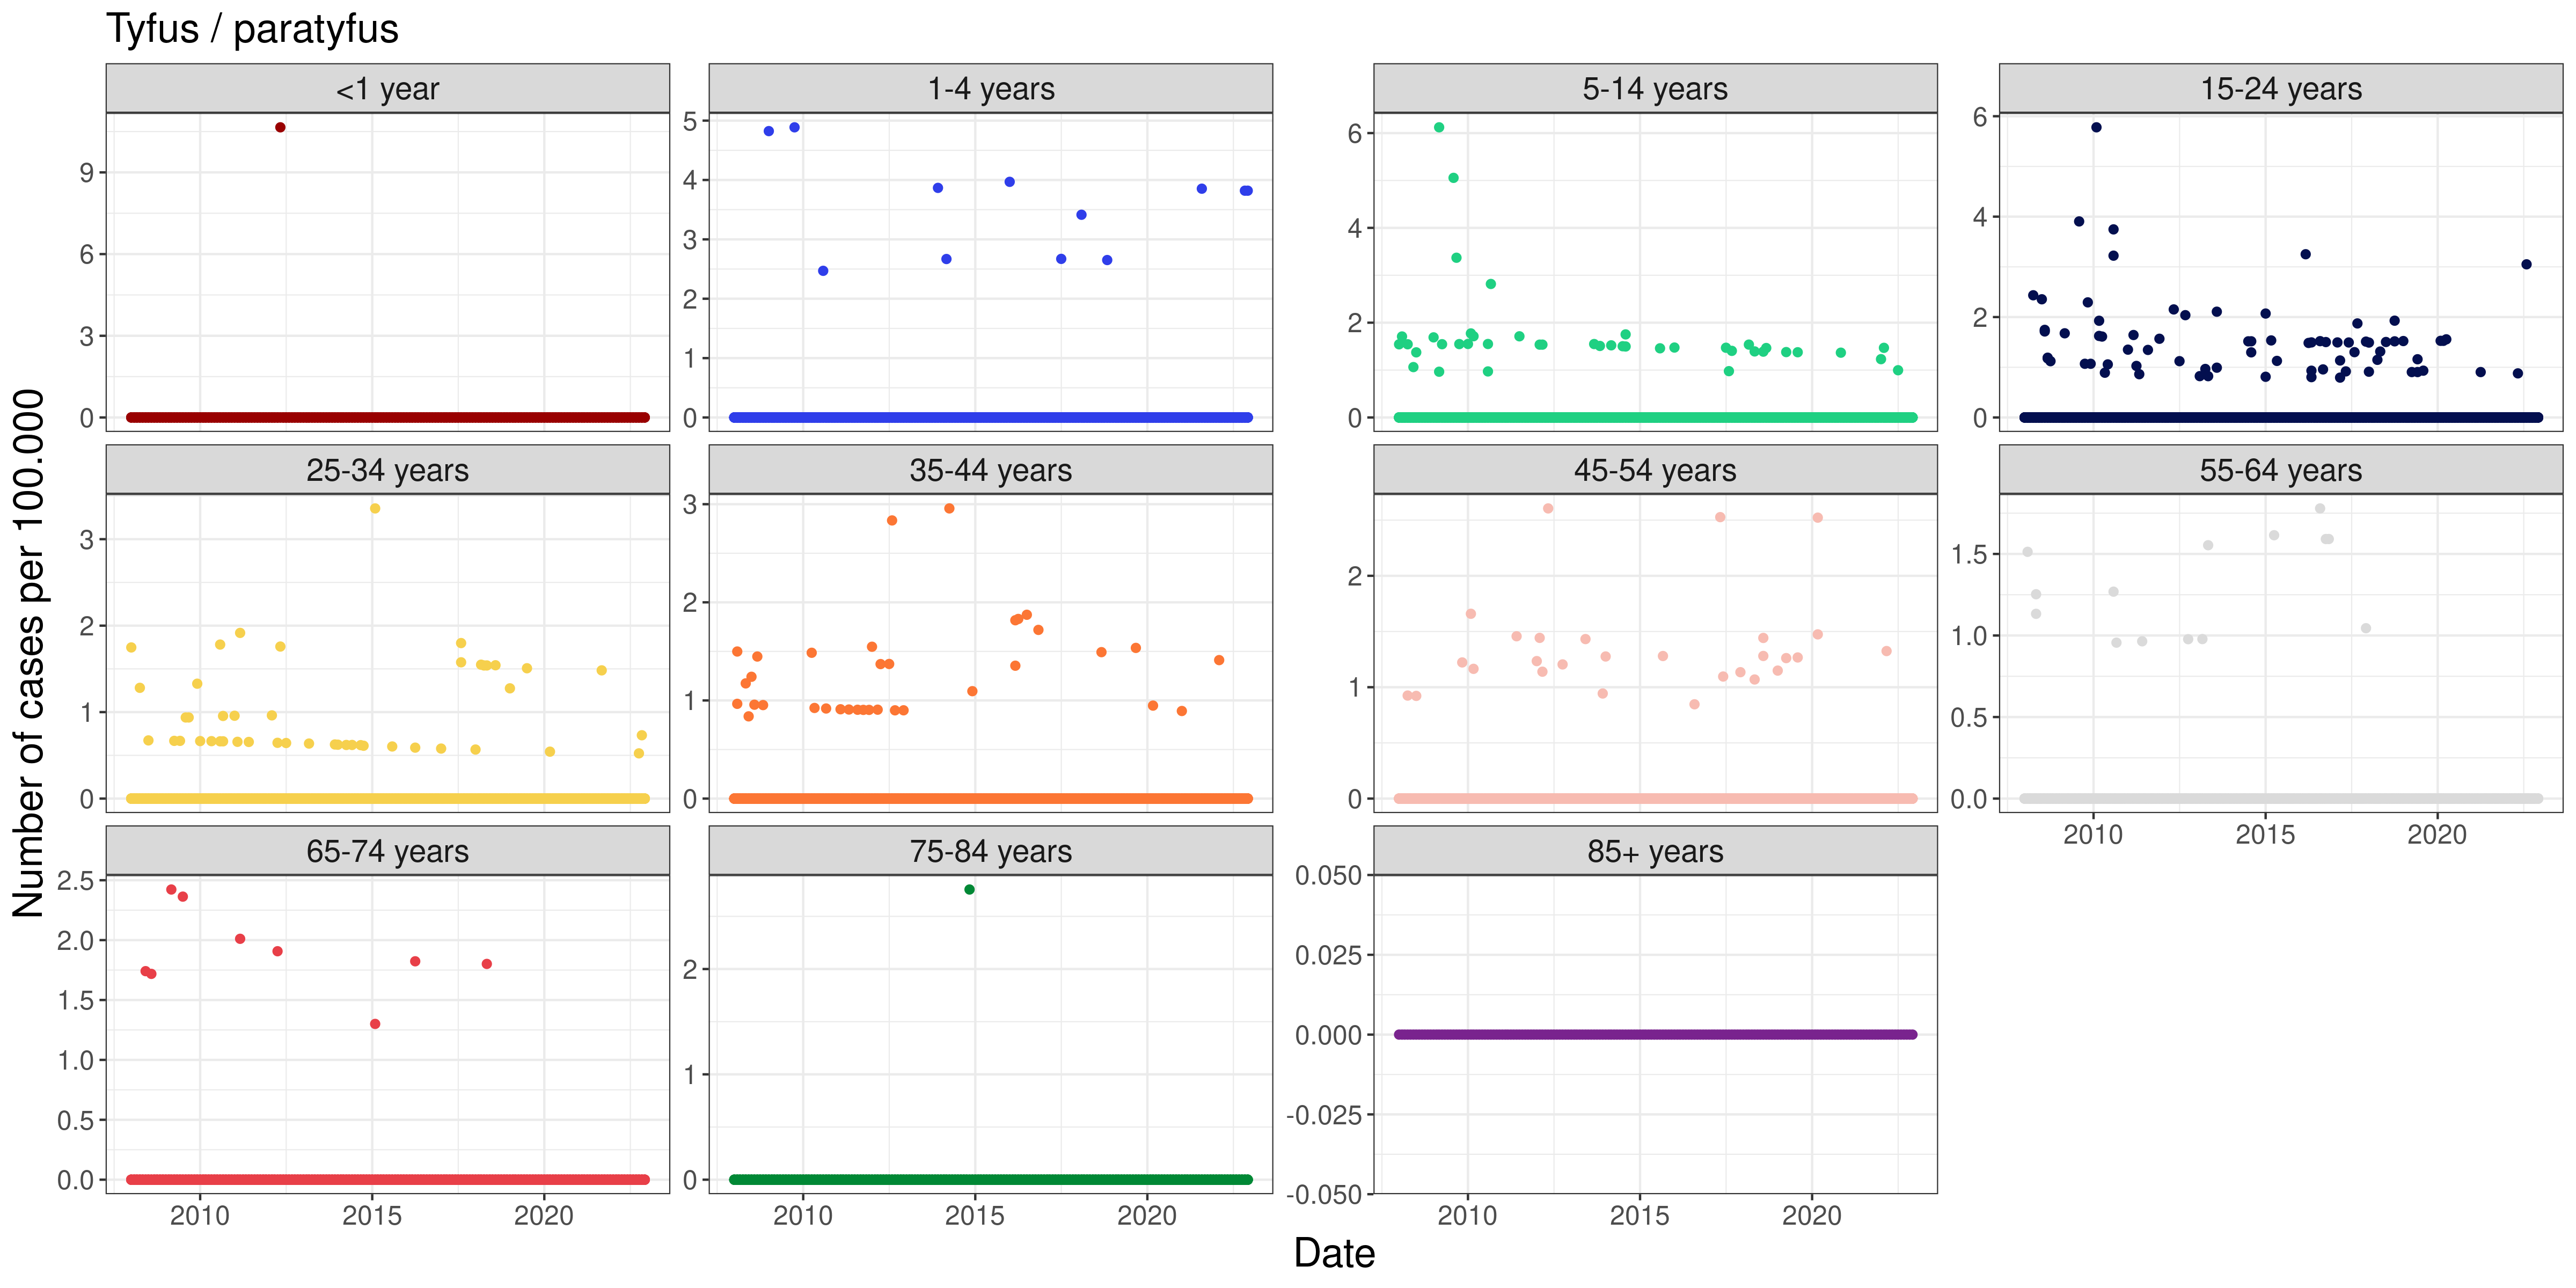 Tyfus / paratyfus
Number of cases per 100.000
<1 year
1-4 years
5-14 years
15-24 years
9
6
3
0
5
4
3
2
1
0
6
4
2
0
6
4
2
0
25-34 years
35-44 years
45-54 years
55-64 years
3
2
1
0
3
2
1
0
2
1
0
1.5
1.0
0.5
0.0
2010 2015 2020
65-74 years
75-84 years
85+ years
2.5
2.0
1.5
1.0
0.5
0.0
2
1
0
0.050
0.025
0.000
-0.025
-0.050
2010 2015 2020
2010 2015 2020
2010 2015 2020
Date